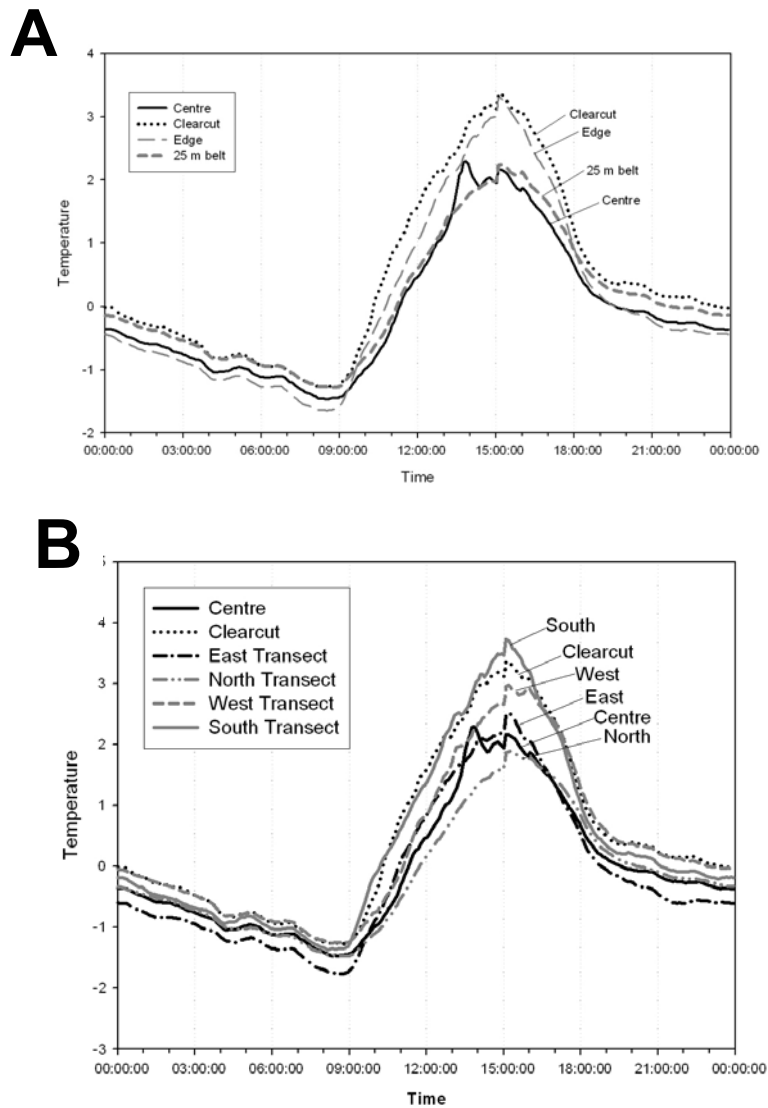 A
4
3
2
1
0
-1
-2
Temperature
Centre
Clearcut
Edge
25 m belt
Clearcut
Edge
25 m belt
Centre
00:00:00 03:00:00 06:00:00 09:00:00 12:00:00 15:00:00 18:00:00 21:00:00 00:00:00
Time
B
5
4
3
2
1
0
-1
-2
-3
Temperature
Centre
Clearcut
East Transect
North Transect
West Transect
South Transect
South
Clearcut
West
East
Centre
North
00:00:00 03:00:00 06:00:00 09:00:00 12:00:00 15:00:00 18:00:00 21:00:00 00:00:00
Time